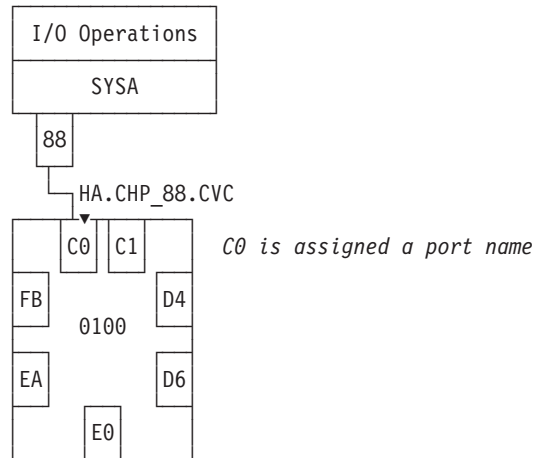 I/O Operations
SYSA
88
HA.CHP_88.CVC
C0 C1 C0 is assigned a port name
FB D4
0100
EA D6
E0